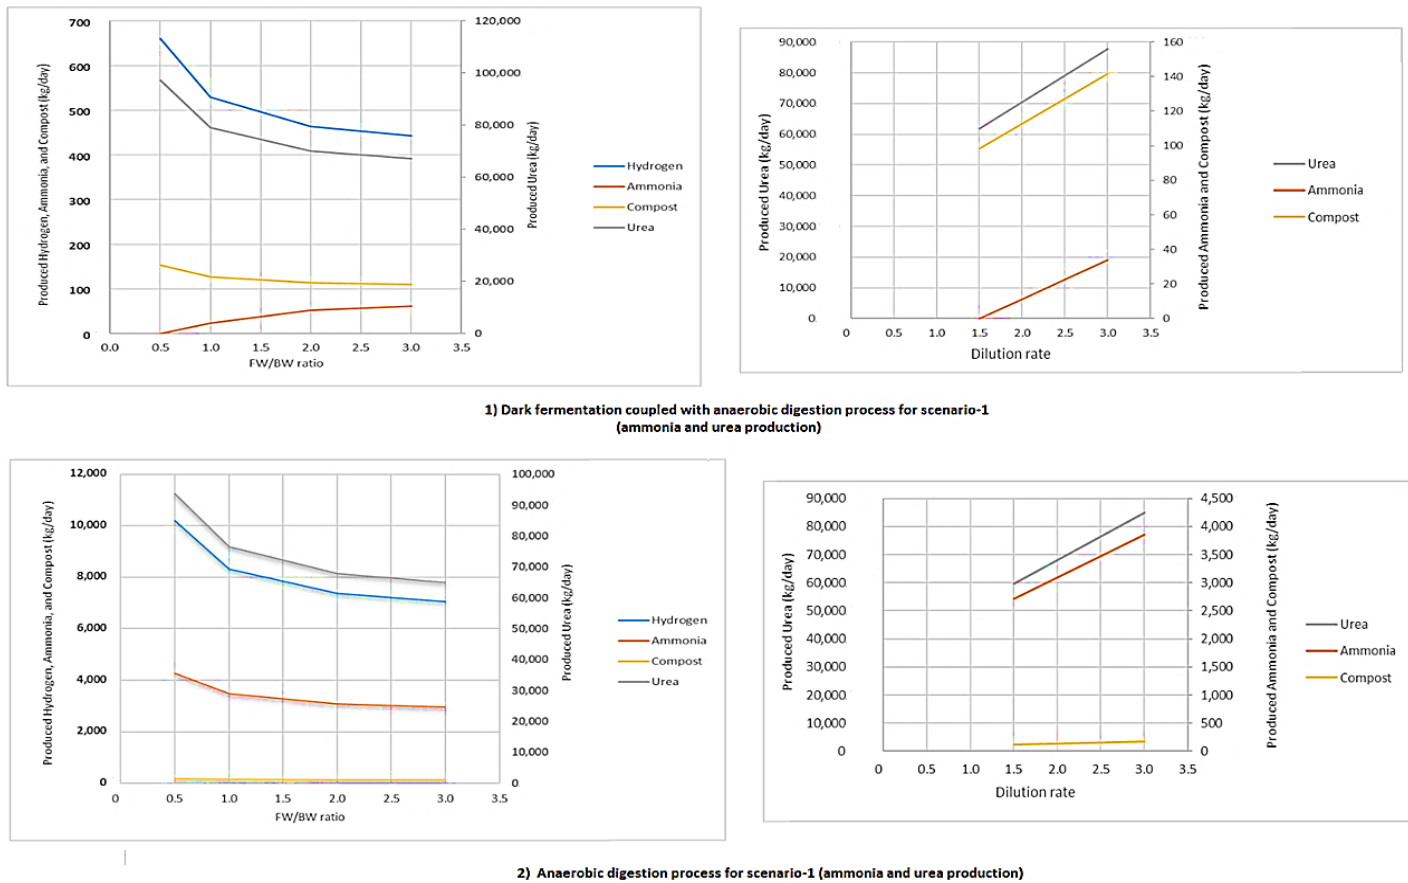 700
600
500
400
300
200
100
0
120,000
100,000
80,000
60,000
40,000
20,000
0
0.0 0.5 1.0 1.5 2.0 2.5 3.0 3.5
FW/BW ratio
Produced Hydrogen, Ammonia, and Compost (kg/day)
Produced Urea (kg/day)
Hydrogen
Ammonia
Compost
Urea
90,000
80,000
70,000
60,000
50,000
40,000
30,000
20,000
10,000
0
160
140
120
100
80
60
40
20
0
0 0.5 1.0 1.5 2.0 2.5 3.0 3.5
Dilution rate
Produced Urea (kg/day)
Produced Ammonia and Compost (kg/day)
Urea
Ammonia
Compost
1) Dark fermentation coupled with anaerobic digestion process for scenario-1
(ammonia and urea production)
12,000
10,000
8,000
6,000
4,000
2,000
0
100,000
90,000
80,000
70,000
60,000
50,000
40,000
30,000
20,000
10,000
0
0 0.5 1.0 1.5 2.0 2.5 3.0 3.5
FW/BW ratio
Produced Hydrogen, Ammonia, and Compost (kg/day)
Produced Urea (kg/day)
Hydrogen
Ammonia
Compost
Urea
90,000
80,000
70,000
60,000
50,000
40,000
30,000
20,000
10,000
0
4,500
4,000
3,500
3,000
2,500
2,000
1,500
1,000
500
0
0 0.5 1.0 1.5 2.0 2.5 3.0 3.5
Dilution rate
Produced Urea (kg/day)
Produced Ammonia and Compost (kg/day)
Urea
Ammonia
Compost
2) Anaerobic digestion process for scenario-1 (ammonia and urea production)